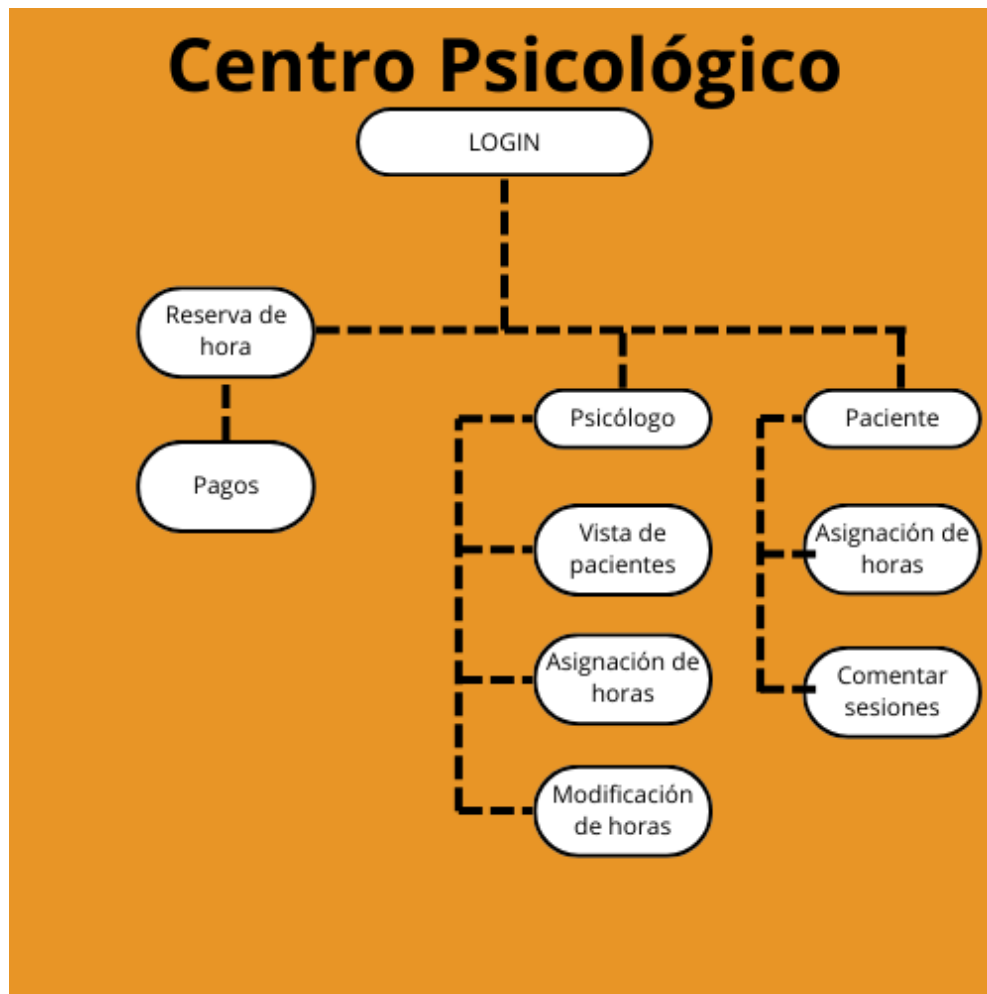 Centro Psicológico
LOGIN
Reserva de
hora
Pagos
Psicólogo
Vista de
pacientes
Asignación de
horas
Modificación
de horas
Paciente
Asignación de
horas
Comentar
sesiones